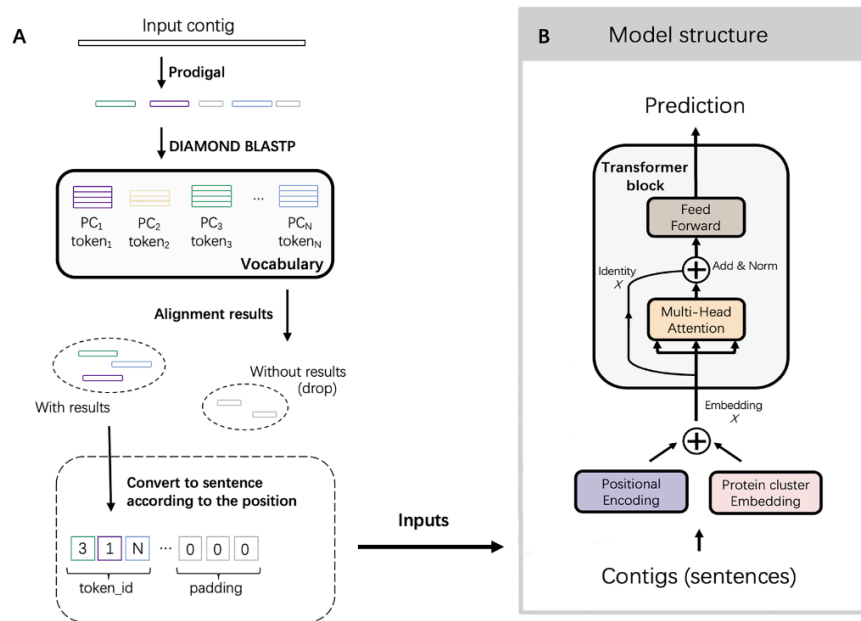 A
Input contig
Prodigal
DIAMOND BLASTP
PC₁
token₁
PC₂
token₂
PC₃
token₃
...
PC_N
token_N
Vocabulary
Alignment results
With results
Without results
(drop)
Convert to sentence
according to the position
3 1 N ... 0 0 0
token_id
padding
Inputs
B
Model structure
Prediction
Transformer
block
Feed
Forward
Add & Norm
Identity
X
Multi-Head
Attention
Embedding
X
Positional
Encoding
Protein cluster
Embedding
Contigs (sentences)